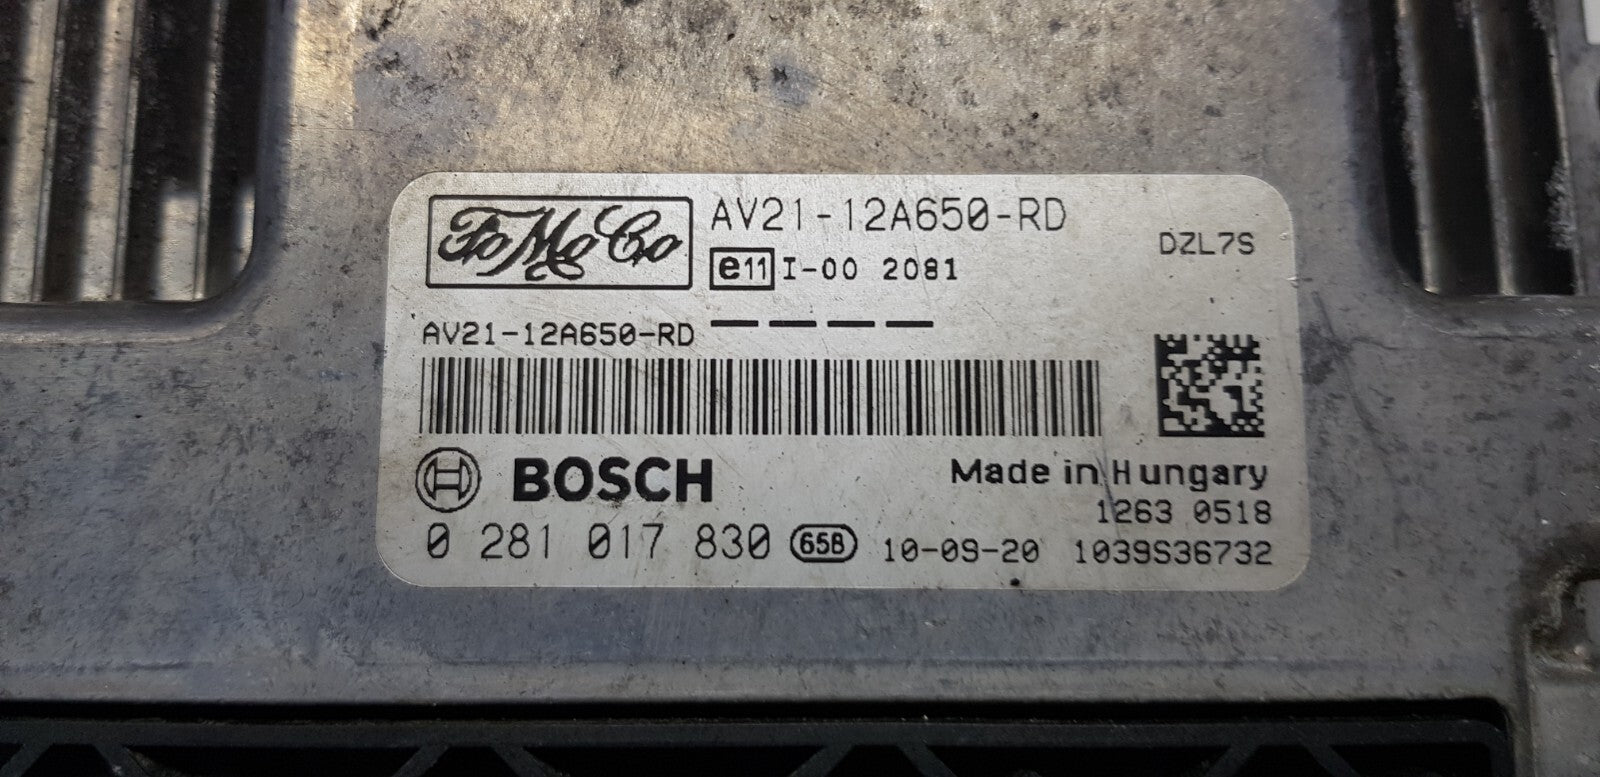 FoMoCo AV21-12A650-RD DZL7S
e11 I-00 2081
AV21-12A650-RD
BOSCH Made in Hungary
1263 0518
0 281 017 830 65B 10-09-20 1039S36732